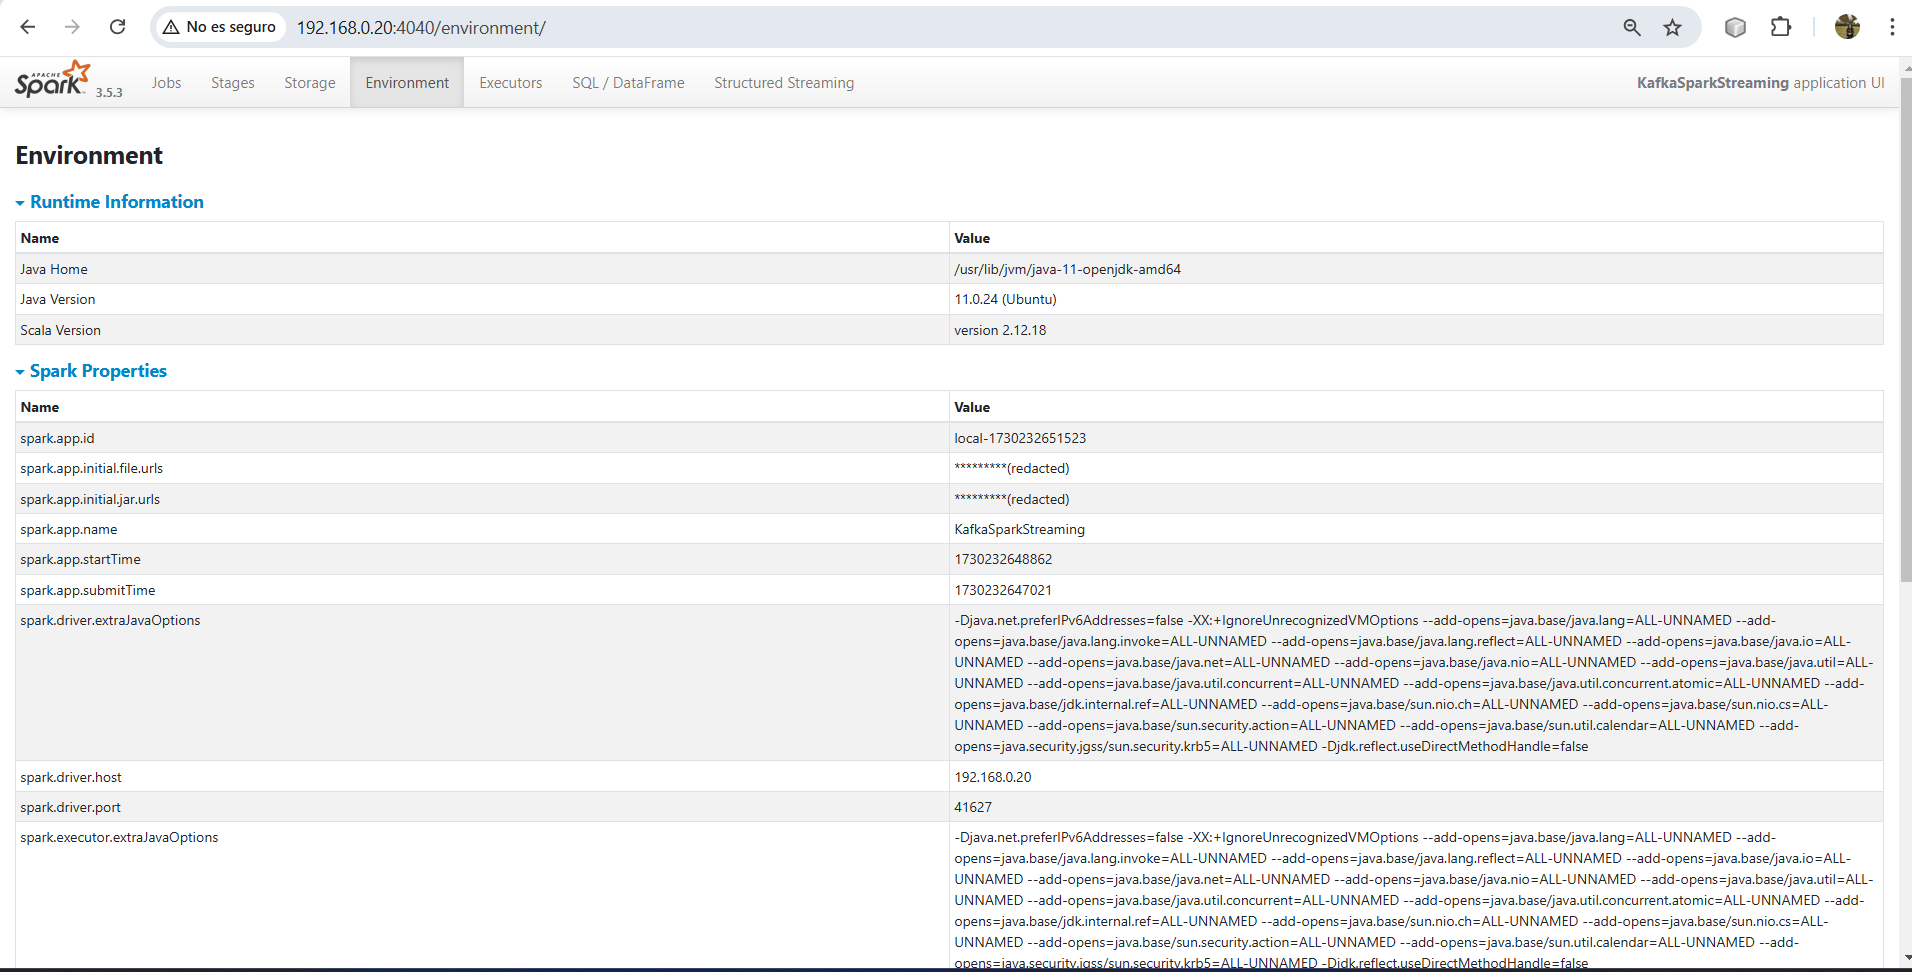 No es seguro
192.168.0.20:4040/environment/
APACHE
Spark 3.5.3 Jobs Stages Storage Environment Executors SQL / DataFrame Structured Streaming KafkaSparkStreaming application UI
Environment
Runtime Information
Name Value
Java Home /usr/lib/jvm/java-11-openjdk-amd64
Java Version 11.0.24 (Ubuntu)
Scala Version version 2.12.18
Spark Properties
Name Value
spark.app.id local-1730232651523
spark.app.initial.file.urls *********(redacted)
spark.app.initial.jar.urls *********(redacted)
spark.app.name KafkaSparkStreaming
spark.app.startTime 1730232648862
spark.app.submitTime 1730232647021
spark.driver.extraJavaOptions -Djava.net.preferIPv6Addresses=false -XX:+IgnoreUnrecognizedVMOptions --add-opens=java.base/java.lang=ALL-UNNAMED --add-
opens=java.base/java.lang.invoke=ALL-UNNAMED --add-opens=java.base/java.lang.reflect=ALL-UNNAMED --add-opens=java.base/java.io=ALL-
UNNAMED --add-opens=java.base/java.net=ALL-UNNAMED --add-opens=java.base/java.nio=ALL-UNNAMED --add-opens=java.base/java.util=ALL-
UNNAMED --add-opens=java.base/java.util.concurrent=ALL-UNNAMED --add-opens=java.base/java.util.concurrent.atomic=ALL-UNNAMED --add-
opens=java.base/jdk.internal.ref=ALL-UNNAMED --add-opens=java.base/sun.nio.ch=ALL-UNNAMED --add-opens=java.base/sun.nio.cs=ALL-
UNNAMED --add-opens=java.base/sun.security.action=ALL-UNNAMED --add-opens=java.base/sun.util.calendar=ALL-UNNAMED --add-
opens=java.security.jgss/sun.security.krb5=ALL-UNNAMED -Djdk.reflect.useDirectMethodHandle=false
spark.driver.host 192.168.0.20
spark.driver.port 41627
spark.executor.extraJavaOptions -Djava.net.preferIPv6Addresses=false -XX:+IgnoreUnrecognizedVMOptions --add-opens=java.base/java.lang=ALL-UNNAMED --add-
opens=java.base/java.lang.invoke=ALL-UNNAMED --add-opens=java.base/java.lang.reflect=ALL-UNNAMED --add-opens=java.base/java.io=ALL-
UNNAMED --add-opens=java.base/java.net=ALL-UNNAMED --add-opens=java.base/java.nio=ALL-UNNAMED --add-opens=java.base/java.util=ALL-
UNNAMED --add-opens=java.base/java.util.concurrent=ALL-UNNAMED --add-opens=java.base/java.util.concurrent.atomic=ALL-UNNAMED --add-
opens=java.base/jdk.internal.ref=ALL-UNNAMED --add-opens=java.base/sun.nio.ch=ALL-UNNAMED --add-opens=java.base/sun.nio.cs=ALL-
UNNAMED --add-opens=java.base/sun.security.action=ALL-UNNAMED --add-opens=java.base/sun.util.calendar=ALL-UNNAMED --add-
opens=java.security.jgss/sun.security.krb5=ALL-UNNAMED -Djdk.reflect.useDirectMethodHandle=false